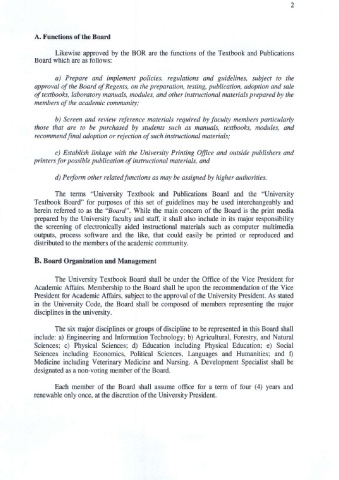 2
A. Functions of the Board
Likewise approved by the BOR are the functions of the Textbook and Publications
Board which are as follows:
a) Prepare and implement policies, regulations and guidelines, subject to the
approval of the Board of Regents, on the preparation, testing, publication, adoption and sale
of textbooks, laboratory manuals, modules, and other instructional materials prepared by the
members of the academic community;
b) Screen and review reference materials required by faculty members particularly
those that are to be purchased by students such as manuals, textbooks, modules, and
recommend final adoption or rejection of such instructional materials;
c) Establish linkage with the University Printing Office and outside publishers and
printers for possible publication of instructional materials, and
d) Perform other related functions as may be assigned by higher authorities.
The terms "University Textbook and Publications Board and the "University
Textbook Board" for purposes of this set of guidelines may be used interchangeably and
herein referred to as the "Board". While the main concern of the Board is the print media
prepared by the University faculty and staff, it shall also include in its major responsibility
the screening of electronically aided instructional materials such as computer multimedia
outputs, process software and the like, that could easily be printed or reproduced and
distributed to the members of the academic community.
B. Board Organization and Management
The University Textbook Board shall be under the Office of the Vice President for
Academic Affairs. Membership to the Board shall be upon the recommendation of the Vice
President for Academic Affairs, subject to the approval of the University President. As stated
in the University Code, the Board shall be composed of members representing the major
disciplines in the university.
The six major disciplines or groups of discipline to be represented in this Board shall
include: a) Engineering and Information Technology; b) Agricultural, Forestry, and Natural
Sciences; c) Physical Sciences; d) Education including Physical Education; e) Social
Sciences including Economics, Political Sciences, Languages and Humanities; and f)
Medicine including Veterinary Medicine and Nursing. A Development Specialist shall be
designated as a non-voting member of the Board.
Each member of the Board shall assume office for a term of four (4) years and
renewable only once, at the discretion of the University President.